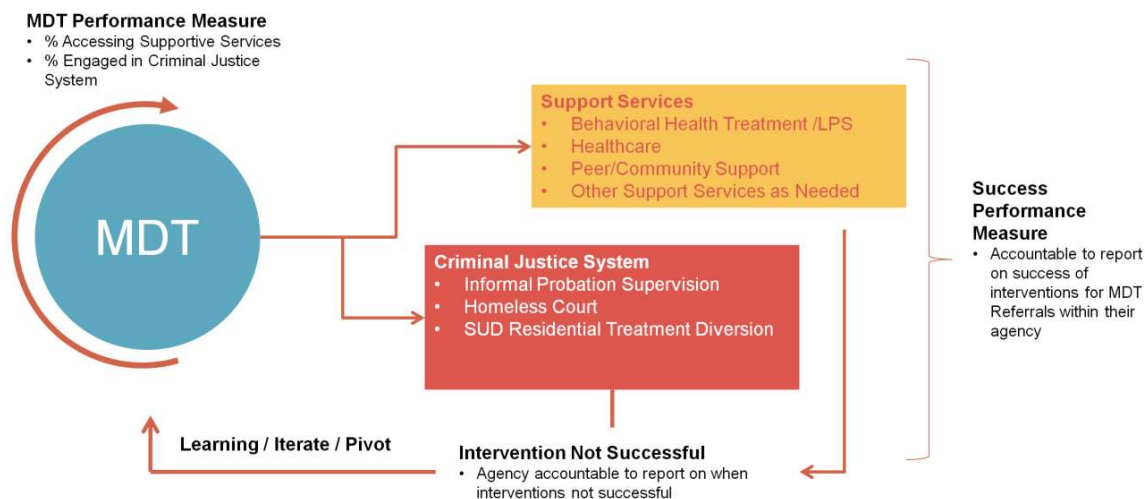 MDT Performance Measure
• % Accessing Supportive Services
• % Engaged in Criminal Justice
System
MDT
Support Services
• Behavioral Health Treatment /LPS
• Healthcare
• Peer/Community Support
• Other Support Services as Needed
Criminal Justice System
• Informal Probation Supervision
• Homeless Court
• SUD Residential Treatment Diversion
Success
Performance
Measure
• Accountable to report
on success of
interventions for MDT
Referrals within their
agency
Learning / Iterate / Pivot
Intervention Not Successful
• Agency accountable to report on when
interventions not successful